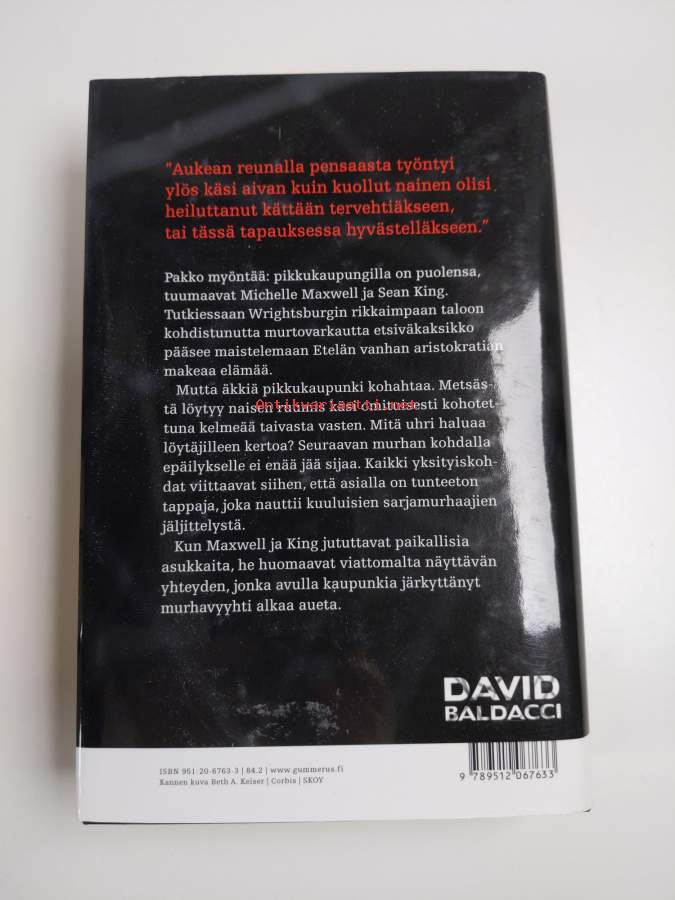 "Aukean reunalla pensaasta työntyi
ylös käsi aivan kuin kuollut nainen olisi
heiluttanut kättään tervehtiäkseen,
tai tässä tapauksessa hyvästelläkseen."
Pakko myöntää: pikkukaupungilla on puolensa,
tuumaavat Michelle Maxwell ja Sean King.
Tutkiessaan Wrightsburgin rikkaimpaan taloon
kohdistunutta murtovarkautta etsiväkaksikko
pääsee maistelemaan Etelän vanhan aristokratian
makeaa elämää.
Mutta äkkiä pikkukaupunki kohahtaa. Metsäs-
tä löytyy naisen ruumis käsi omituisesti kohotet-
Antikvariaatti.net
tuna kelmeää taivasta vasten. Mitä uhri haluaa
löytäjilleen kertoa? Seuraavan murhan kohdalla
epäilykselle ei enää jää sijaa. Kaikki yksityiskoh-
dat viittaavat siihen, että asialla on tunteeton
tappaja, joka nauttii kuuluisien sarjamurhaajien
jäljittelystä.
Kun Maxwell ja King jututtavat paikallisia
asukkaita, he huomaavat viattomalta näyttävän
yhteyden, jonka avulla kaupunkia järkyttänyt
murhavyyhti alkaa aueta.
DAVID
BALDACCI
ISBN 951-20-6763-3 | 84.2 | www.gummerus.fi
Kannen kuva Beth A. Keiser | Corbis | SKOY
9 789512 067633